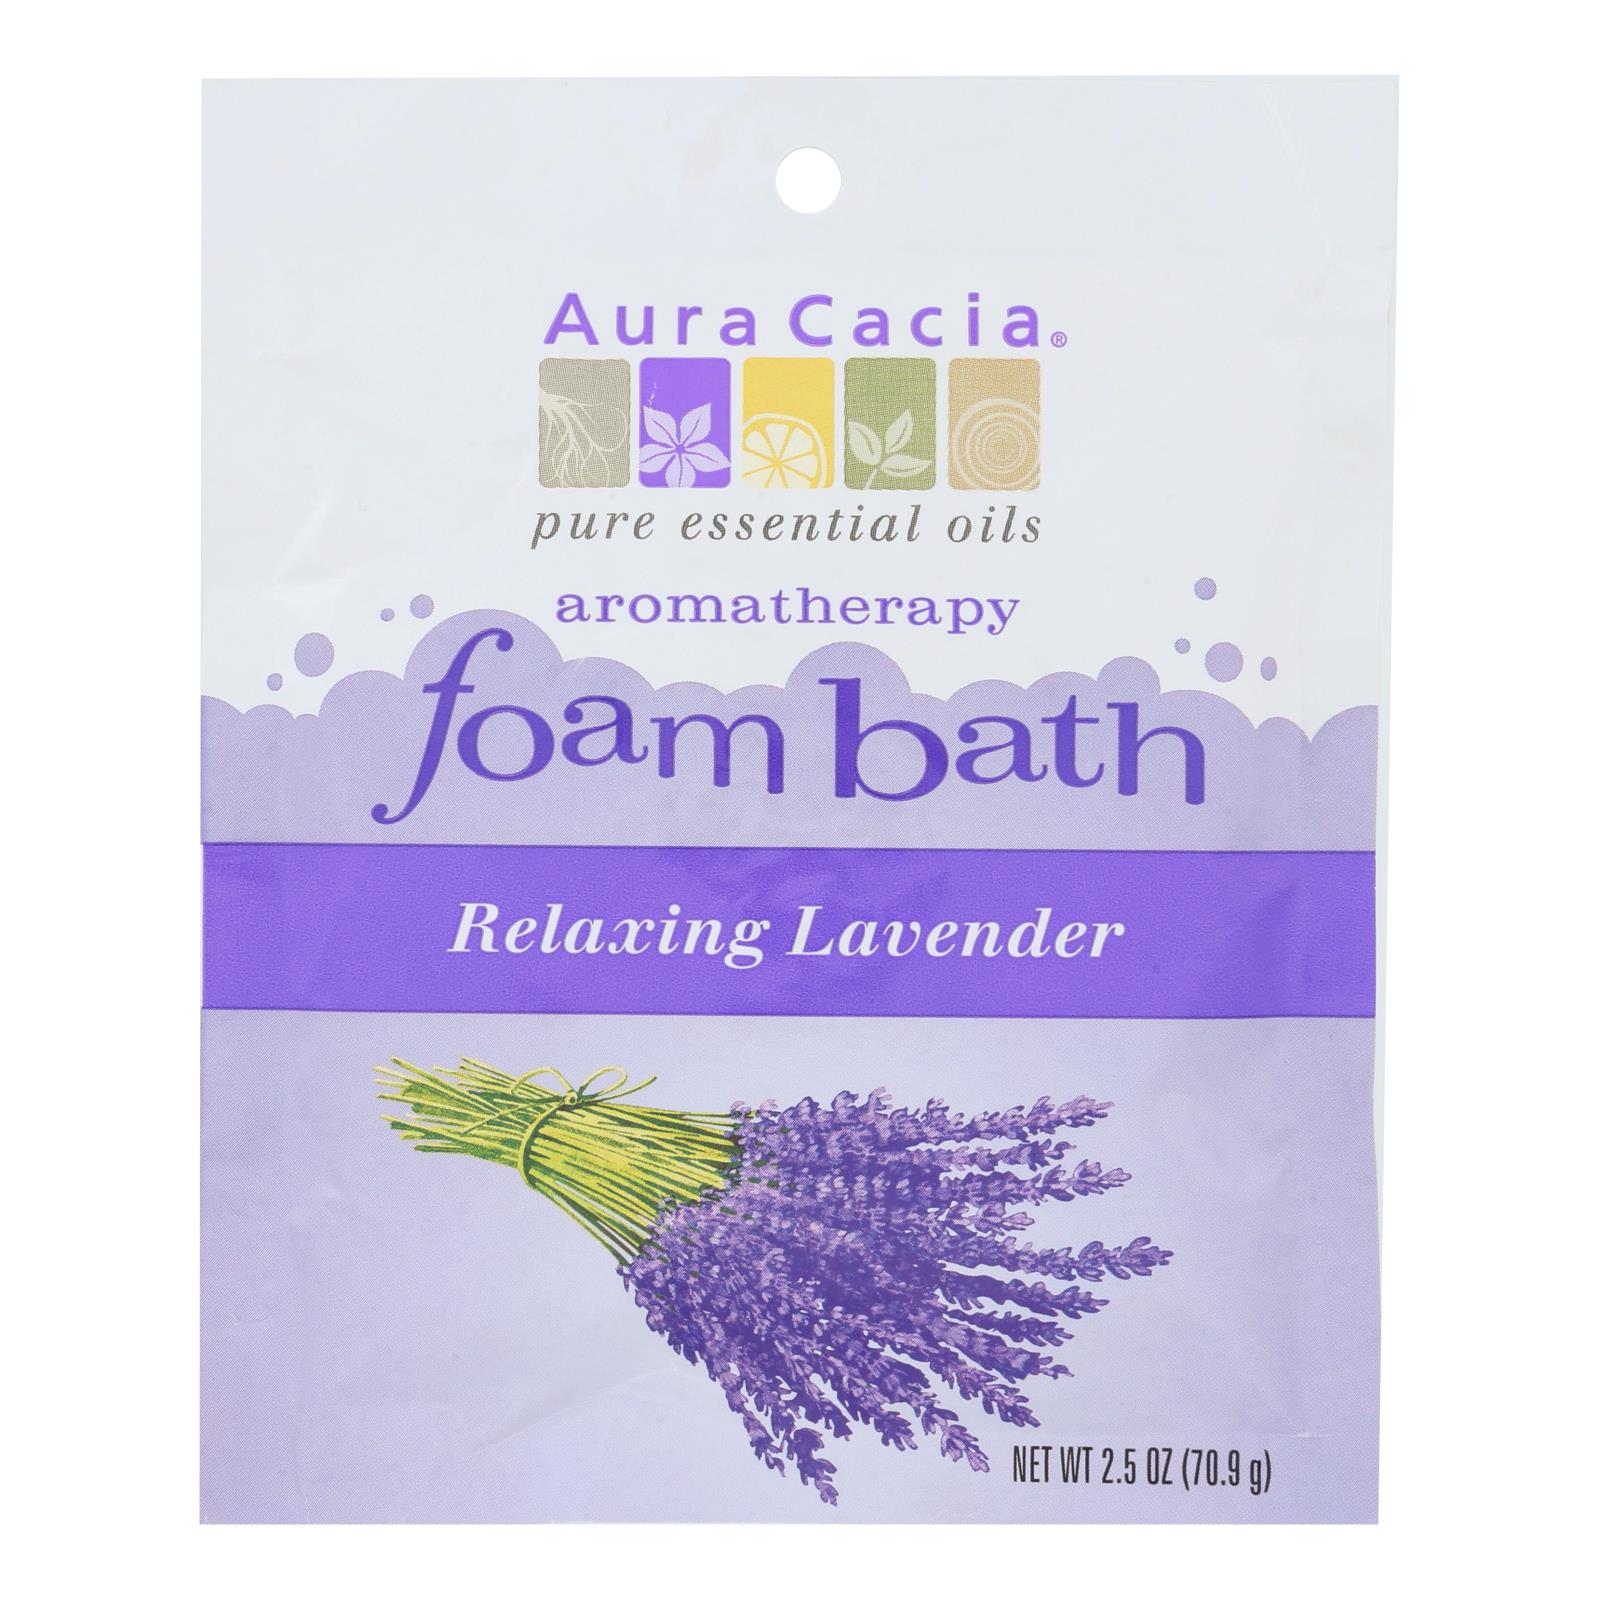 Aura Cacia®
pure essential oils
aromatherapy
foam bath
Relaxing Lavender
NET WT 2.5 OZ (70.9 g)